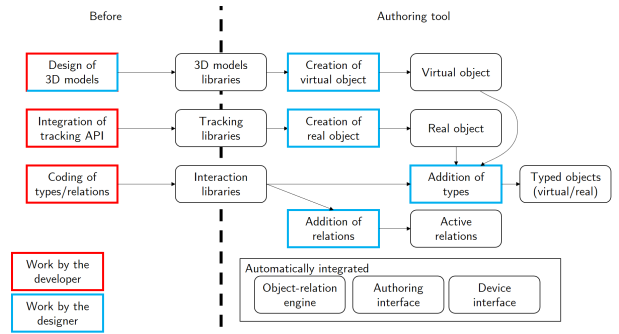 Before
Authoring tool
Design of
3D models
3D models
libraries
Creation of
virtual object
Virtual object
Integration of
tracking API
Tracking
libraries
Creation of
real object
Real object
Coding of
types/relations
Interaction
libraries
Addition of
types
Typed objects
(virtual/real)
Addition of
relations
Active
relations
Work by the
developer
Work by the
designer
Automatically integrated
Object-relation
engine
Authoring
interface
Device
interface